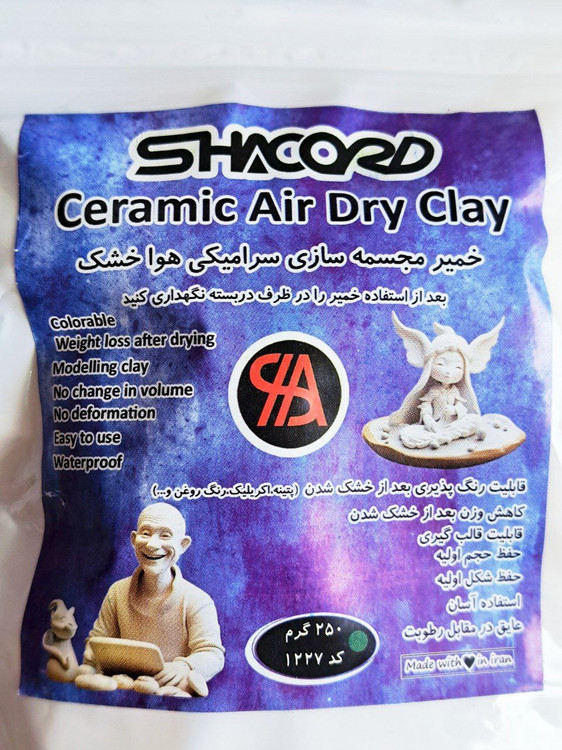 SHACORD
Ceramic Air Dry Clay
خمیر مجسمه سازی سرامیکی هوا خشک
بعد از استفاده خمیر را در ظرف دربسته نگهداری کنید
Colorable
Weight loss after drying
Modelling clay
No change in volume
No deformation
Easy to use
Waterproof
قابلیت رنگ پذیری بعد از خشک شدن (پتینه،اکریلیک،رنگ روغن و...)
کاهش وزن بعد از خشک شدن
قابلیت قالب گیری
حفظ حجم اولیه
حفظ شکل اولیه
استفاده آسان
عایق در مقابل رطوبت
۲۵۰ گرم
کد ۱۲۲۷
Made with🖤in iran